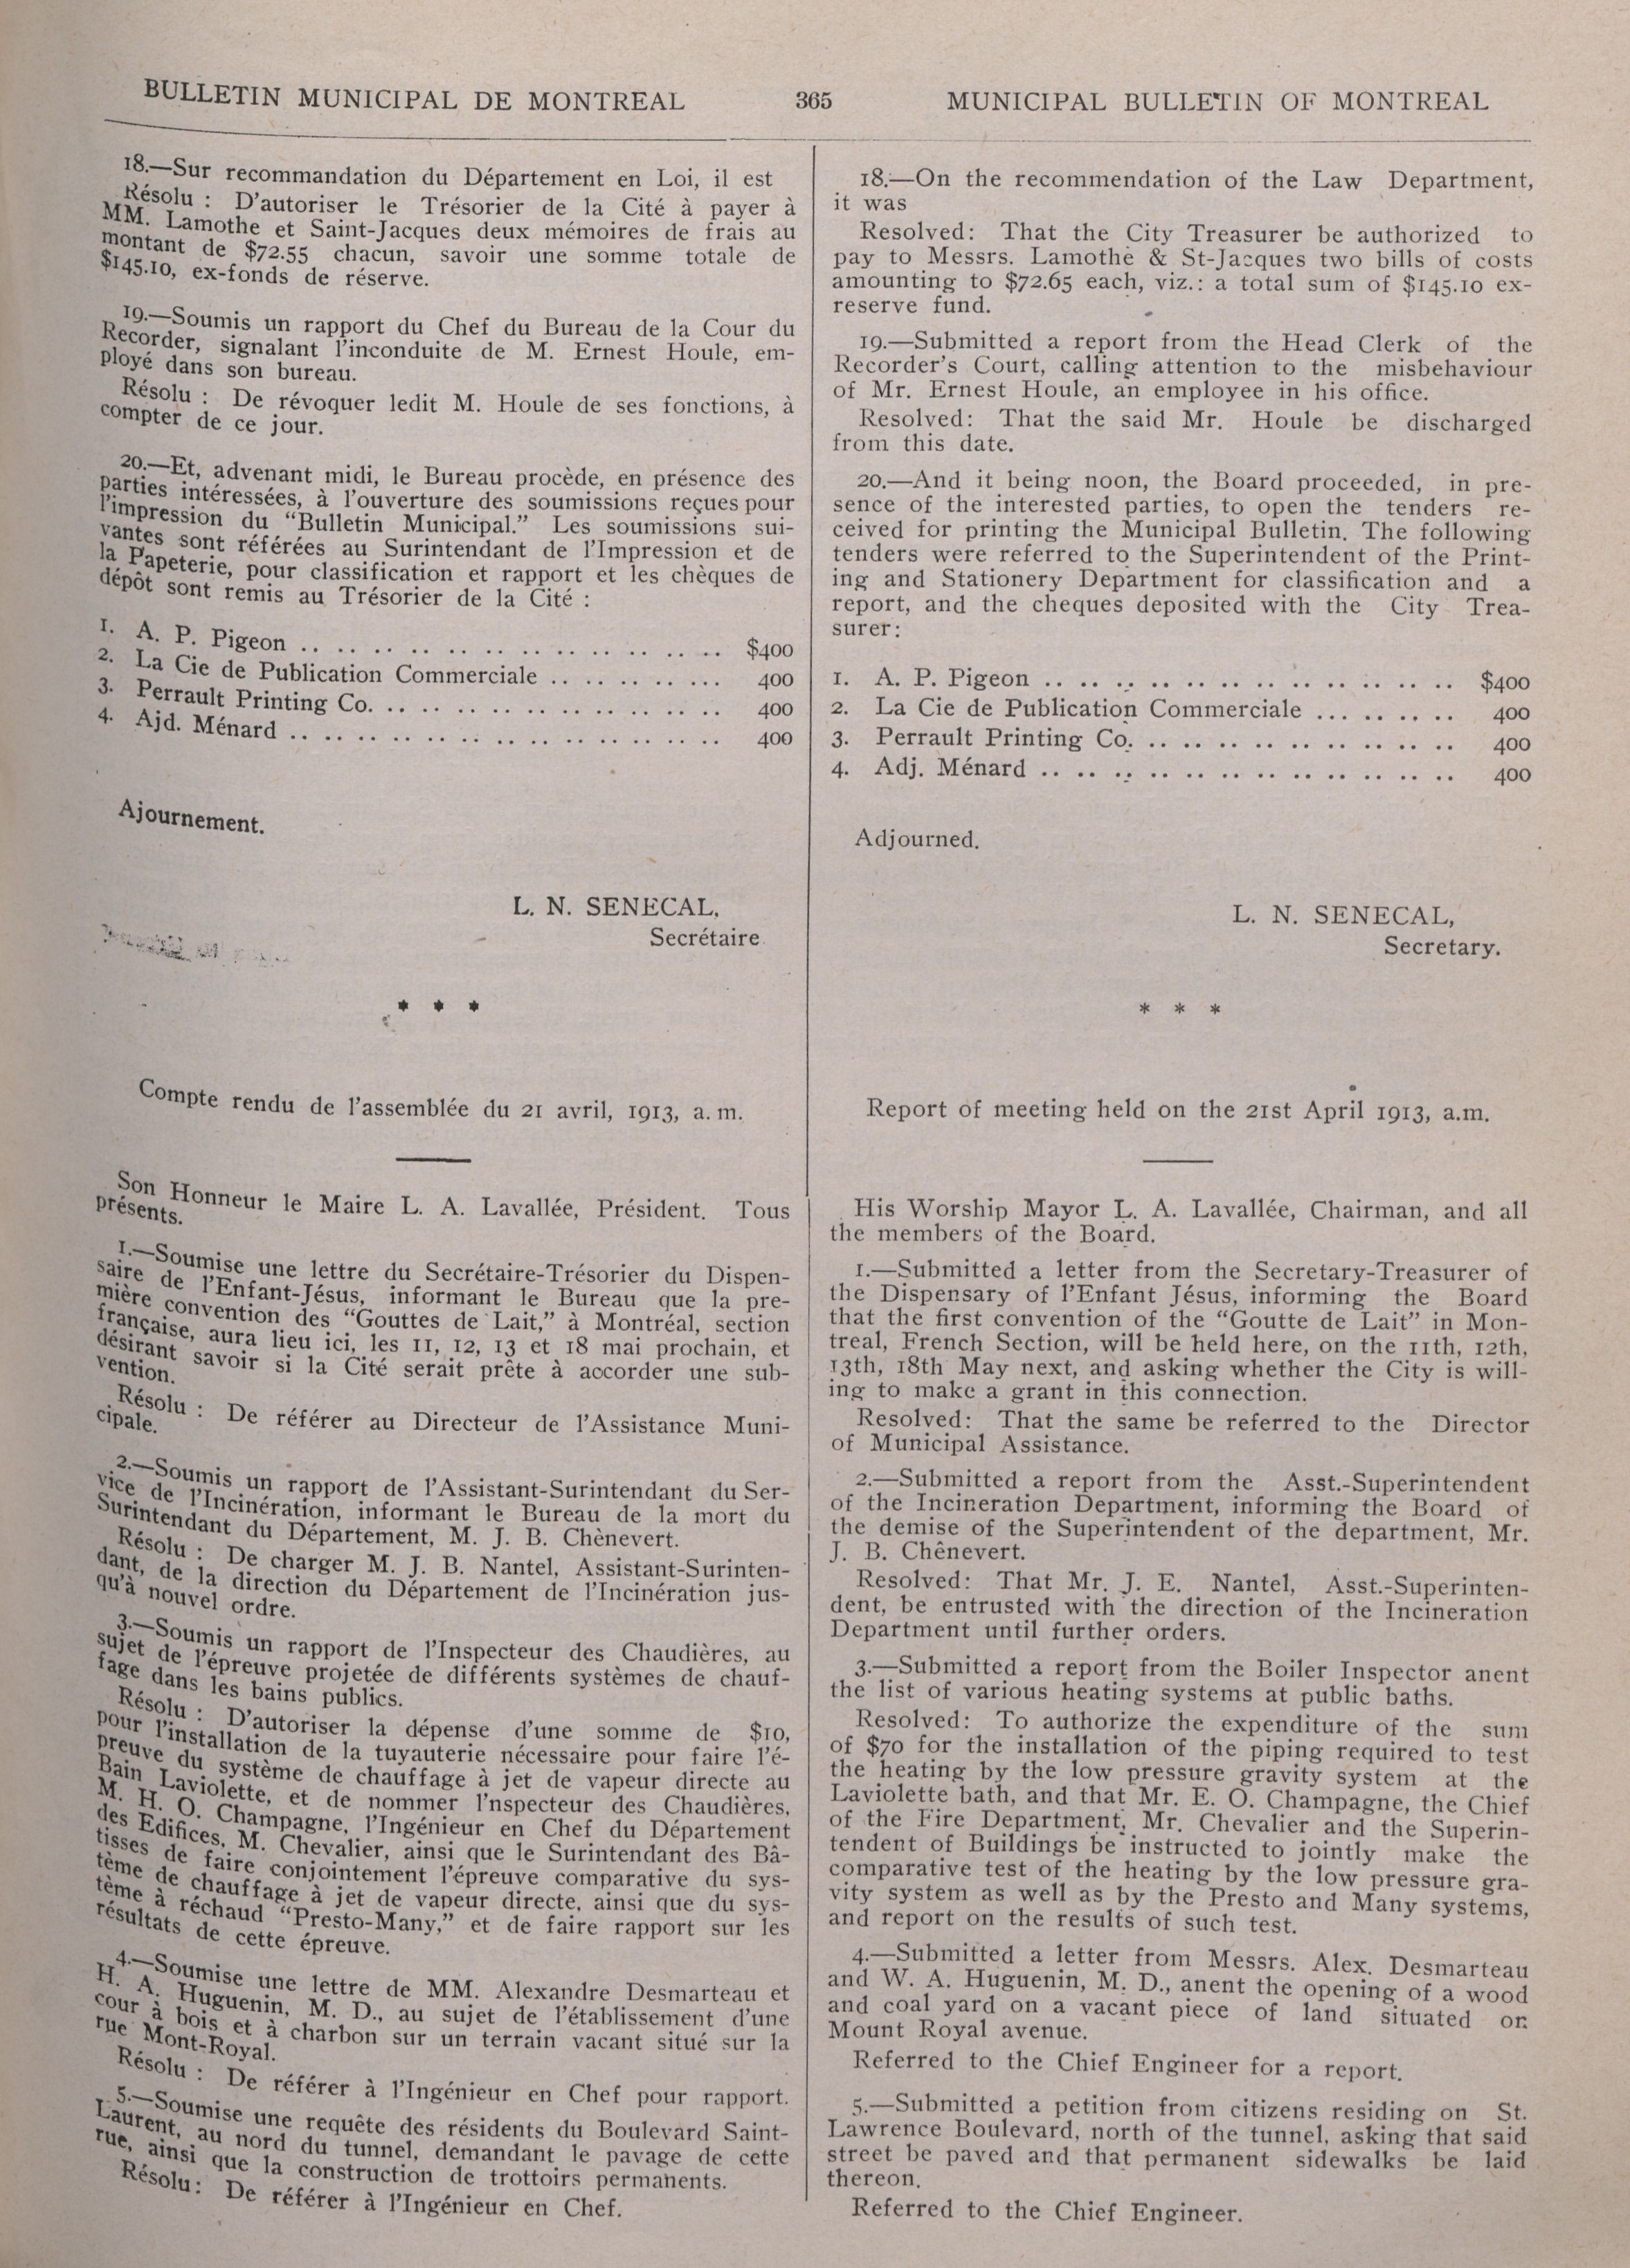 BULLETIN MUNICIPAL DE MONTREAL
365
MUNICIPAL BULLETIN OF MONTREAL
18.—Sur recommandation du Département en Loi, il est
Résolu : D'autoriser le Trésorier de la Cité à payer à
MM. Lamothe et Saint-Jacques deux mémoires de frais au
montant de $72.55 chacun, savoir une somme totale de
$145.10, ex-fonds de réserve.
19.—Soumis un rapport du Chef du Bureau de la Cour du
Recorder, signalant l'inconduite de M. Ernest Houle, em-
ployé dans son bureau.
Résolu : De révoquer ledit M. Houle de ses fonctions, à
compter de ce jour.
20.—Et, advenant midi, le Bureau procède, en présence des
parties intéressées, à l'ouverture des soumissions reçues pour
l'impression du “Bulletin Municipal.” Les soumissions sui-
vantes sont référées au Surintendant de l'Impression et de
la Papeterie, pour classification et rapport et les chèques de
dépôt sont remis au Trésorier de la Cité :
1. A. P. Pigeon .. .. .. .. .. .. .. .. .. .. .. .. .. .. .. .. $400
2. La Cie de Publication Commerciale .. .. .. .. .. ... 400
3. Perrault Printing Co. .. .. .. .. .. .. .. .. .. .. .. .. .. 400
4. Ajd. Ménard .. .. .. .. .. .. .. .. .. .. .. .. .. .. .. .. .. 400
Ajournement.
L. N. SENECAL,
Secrétaire
* * *
Compte rendu de l'assemblée du 21 avril, 1913, a. m.
Son Honneur le Maire L. A. Lavallée, Président. Tous
présents.
1.—Soumise une lettre du Secrétaire-Trésorier du Dispen-
saire de l'Enfant-Jésus, informant le Bureau que la pre-
mière convention des “Gouttes de Lait,” à Montréal, section
française, aura lieu ici, les 11, 12, 13 et 18 mai prochain, et
désirant savoir si la Cité serait prête à accorder une sub-
vention.
Résolu : De référer au Directeur de l'Assistance Muni-
cipale.
2.—Soumis un rapport de l'Assistant-Surintendant du Ser-
vice de l'Incinération, informant le Bureau de la mort du
Surintendant du Département, M. J. B. Chènevert.
Résolu : De charger M. J. B. Nantel, Assistant-Surinten-
dant, de la direction du Département de l'Incinération jus-
qu'à nouvel ordre.
3.—Soumis un rapport de l'Inspecteur des Chaudières, au
sujet de l'épreuve projetée de différents systèmes de chauf-
fage dans les bains publics.
Résolu : D'autoriser la dépense d'une somme de $10,
pour l'installation de la tuyauterie nécessaire pour faire l'é-
preuve du système de chauffage à jet de vapeur directe au
Bain Laviolette, et de nommer l'nspecteur des Chaudières,
M. H. O. Champagne, l'Ingénieur en Chef du Département
des Edifices, M. Chevalier, ainsi que le Surintendant des Bâ-
tisses de faire conjointement l'épreuve comparative du sys-
tème de chauffage à jet de vapeur directe, ainsi que du sys-
tème à réchaud “Presto-Many,” et de faire rapport sur les
résultats de cette épreuve.
4.—Soumise une lettre de MM. Alexandre Desmarteau et
H. A. Huguenin, M. D., au sujet de l'établissement d'une
cour à bois et à charbon sur un terrain vacant situé sur la
rue Mont-Royal.
Résolu : De référer à l'Ingénieur en Chef pour rapport.
5.—Soumise une requête des résidents du Boulevard Saint-
Laurent, au nord du tunnel, demandant le pavage de cette
rue, ainsi que la construction de trottoirs permanents.
Résolu : De référer à l'Ingénieur en Chef.
18.—On the recommendation of the Law Department,
it was
Resolved: That the City Treasurer be authorized to
pay to Messrs. Lamothe & St-Jacques two bills of costs
amounting to $72.65 each, viz.: a total sum of $145.10 ex-
reserve fund.
19.—Submitted a report from the Head Clerk of the
Recorder's Court, calling attention to the misbehaviour
of Mr. Ernest Houle, an employee in his office.
Resolved: That the said Mr. Houle be discharged
from this date.
20.—And it being noon, the Board proceeded, in pre-
sence of the interested parties, to open the tenders re-
ceived for printing the Municipal Bulletin. The following
tenders were referred to the Superintendent of the Print-
ing and Stationery Department for classification and a
report, and the cheques deposited with the City Trea-
surer:
1. A. P. Pigeon .. .. .. .. .. .. .. .. .. .. .. .. .. .. .. .. $400
2. La Cie de Publication Commerciale ... .. .. .. .. 400
3. Perrault Printing Co. .. .. .. .. .. .. .. .. .. .. .. .. 400
4. Adj. Ménard .. .. .. .. .. .. .. .. .. .. .. .. .. .. .. .. 400
Adjourned.
L. N. SENECAL,
Secretary.
* * *
Report of meeting held on the 21st April 1913, a.m.
His Worship Mayor L. A. Lavallée, Chairman, and all
the members of the Board.
1.—Submitted a letter from the Secretary-Treasurer of
the Dispensary of l'Enfant Jésus, informing the Board
that the first convention of the “Goutte de Lait” in Mon-
treal, French Section, will be held here, on the 11th, 12th,
13th, 18th May next, and asking whether the City is will-
ing to make a grant in this connection.
Resolved: That the same be referred to the Director
of Municipal Assistance.
2.—Submitted a report from the Asst.-Superintendent
of the Incineration Department, informing the Board of
the demise of the Superintendent of the department, Mr.
J. B. Chênevert.
Resolved: That Mr. J. E. Nantel, Asst.-Superinten-
dent, be entrusted with the direction of the Incineration
Department until further orders.
3.—Submitted a report from the Boiler Inspector anent
the list of various heating systems at public baths.
Resolved: To authorize the expenditure of the sum
of $70 for the installation of the piping required to test
the heating by the low pressure gravity system at the
Laviolette bath, and that Mr. E. O. Champagne, the Chief
of the Fire Department, Mr. Chevalier and the Superin-
tendent of Buildings be instructed to jointly make the
comparative test of the heating by the low pressure gra-
vity system as well as by the Presto and Many systems,
and report on the results of such test.
4.—Submitted a letter from Messrs. Alex. Desmarteau
and W. A. Huguenin, M. D., anent the opening of a wood
and coal yard on a vacant piece of land situated on
Mount Royal avenue.
Referred to the Chief Engineer for a report.
5.—Submitted a petition from citizens residing on St.
Lawrence Boulevard, north of the tunnel, asking that said
street be paved and that permanent sidewalks be laid
thereon.
Referred to the Chief Engineer.